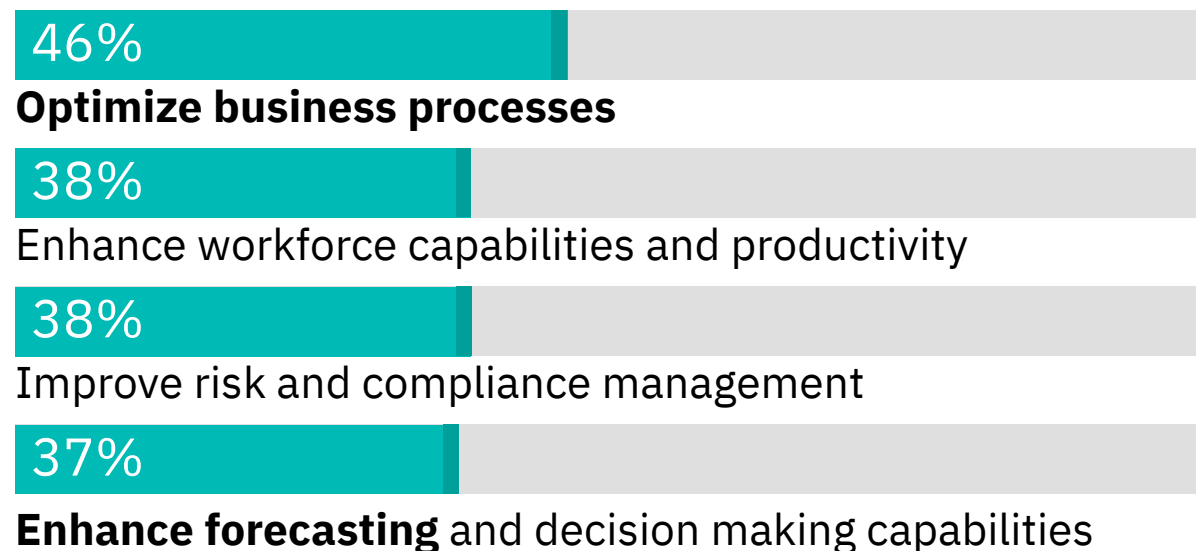 46%
Optimize business processes
38%
Enhance workforce capabilities and productivity
38%
Improve risk and compliance management
37%
Enhance forecasting and decision making capabilities